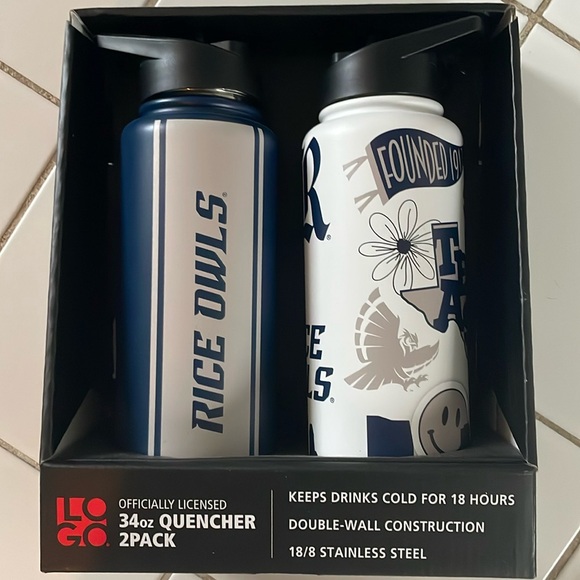 RICE OWLS®
R®
FOUNDED 191
OFFICIALLY LICENSED
34oz QUENCHER
2PACK
LOGO
KEEPS DRINKS COLD FOR 18 HOURS
DOUBLE-WALL CONSTRUCTION
18/8 STAINLESS STEEL